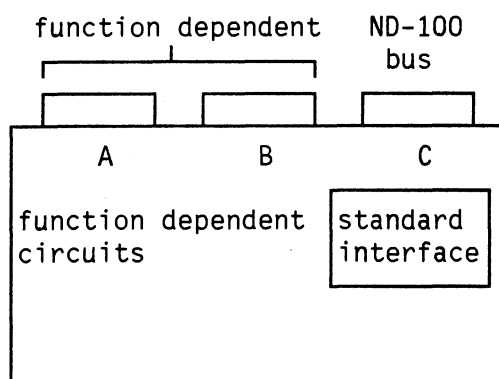 function dependent
ND-100
bus
A
B
C
function dependent
circuits
standard
interface